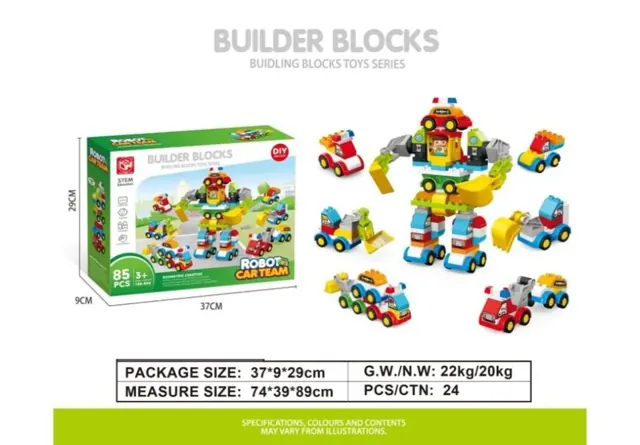 BUILDER BLOCKS
BUIDLING BLOCKS TOYS SERIES
BUILDER BLOCKS
DIY
STEM
85
PCS
3+
ROBOT
CAR TEAM
29CM
9CM
37CM
PACKAGE SIZE: 37*9*29cm G.W./N.W: 22kg/20kg
MEASURE SIZE: 74*39*89cm PCS/CTN: 24
SPECIFICATIONS, COLOURS AND CONTENTS
MAY VARY FROM ILLUSTRATIONS.